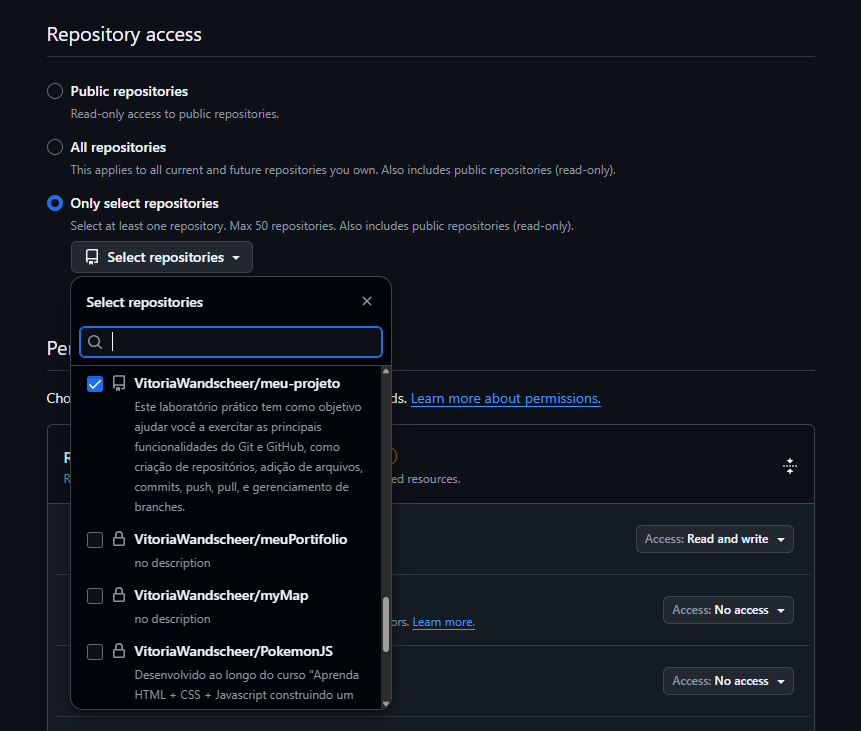 Repository access
Public repositories
Read-only access to public repositories.
All repositories
This applies to all current and future repositories you own. Also includes public repositories (read-only).
Only select repositories
Select at least one repository. Max 50 repositories. Also includes public repositories (read-only).
Select repositories
Select repositories
Per
VitoriaWandscheer/meu-projeto
Este laboratório prático tem como objetivo
ajudar você a exercitar as principais
funcionalidades do Git e GitHub, como
criação de repositórios, adição de arquivos,
commits, push, pull, e gerenciamento de
branches.
Cho
ds. Learn more about permissions.
R
R
ed resources.
VitoriaWandscheer/meuPortifolio
no description
Access: Read and write
VitoriaWandscheer/myMap
no description
ors. Learn more.
Access: No access
VitoriaWandscheer/PokemonJS
Desenvolvido ao longo do curso "Aprenda
HTML + CSS + Javascript construindo um
Access: No access